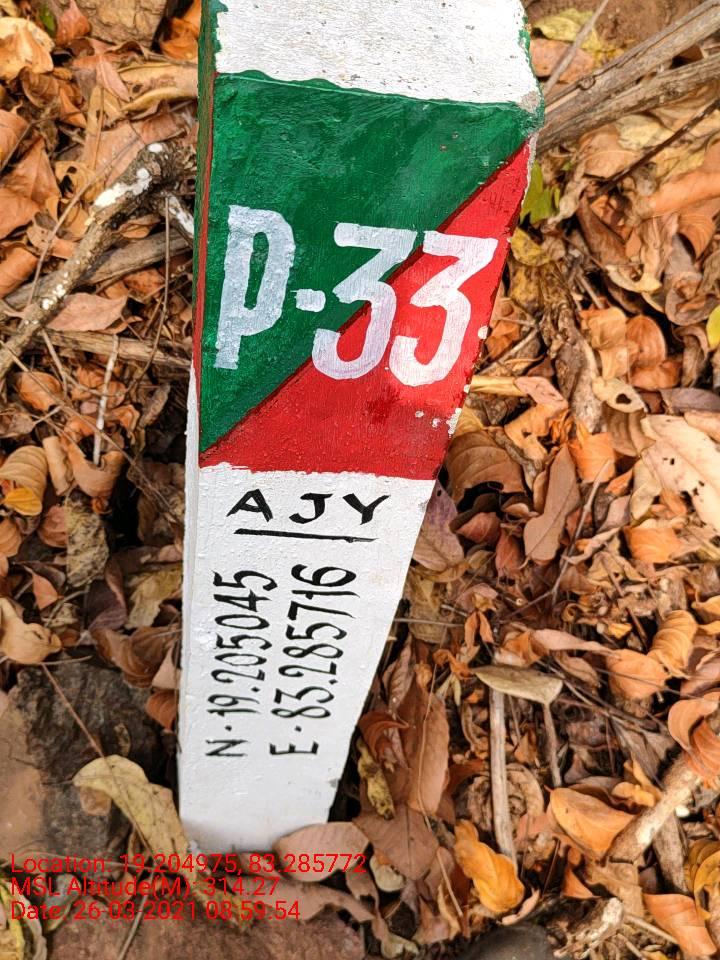 P-33
AJY
N. 19.205045
E. 83.285716
Location: 19.204975, 83.285772
MSL Altitude(M): 314.27
Date: 26-03-2021 08:59:54